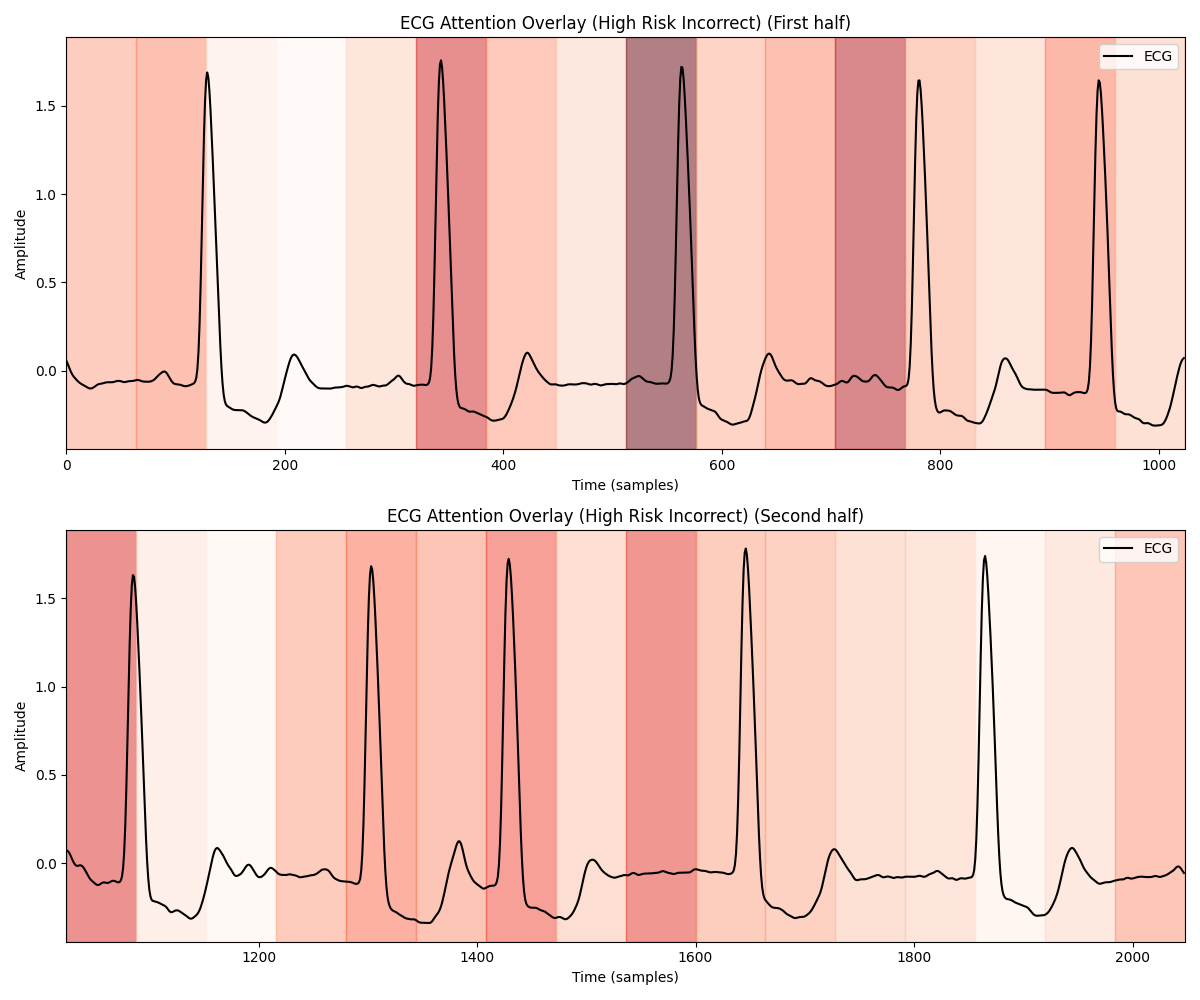 ECG Attention Overlay (High Risk Incorrect) (First half)
ECG
1.5
1.0
0.5
0.0
Amplitude
0 200 400 600 800 1000
Time (samples)
ECG Attention Overlay (High Risk Incorrect) (Second half)
ECG
1.5
1.0
0.5
0.0
Amplitude
1200 1400 1600 1800 2000
Time (samples)